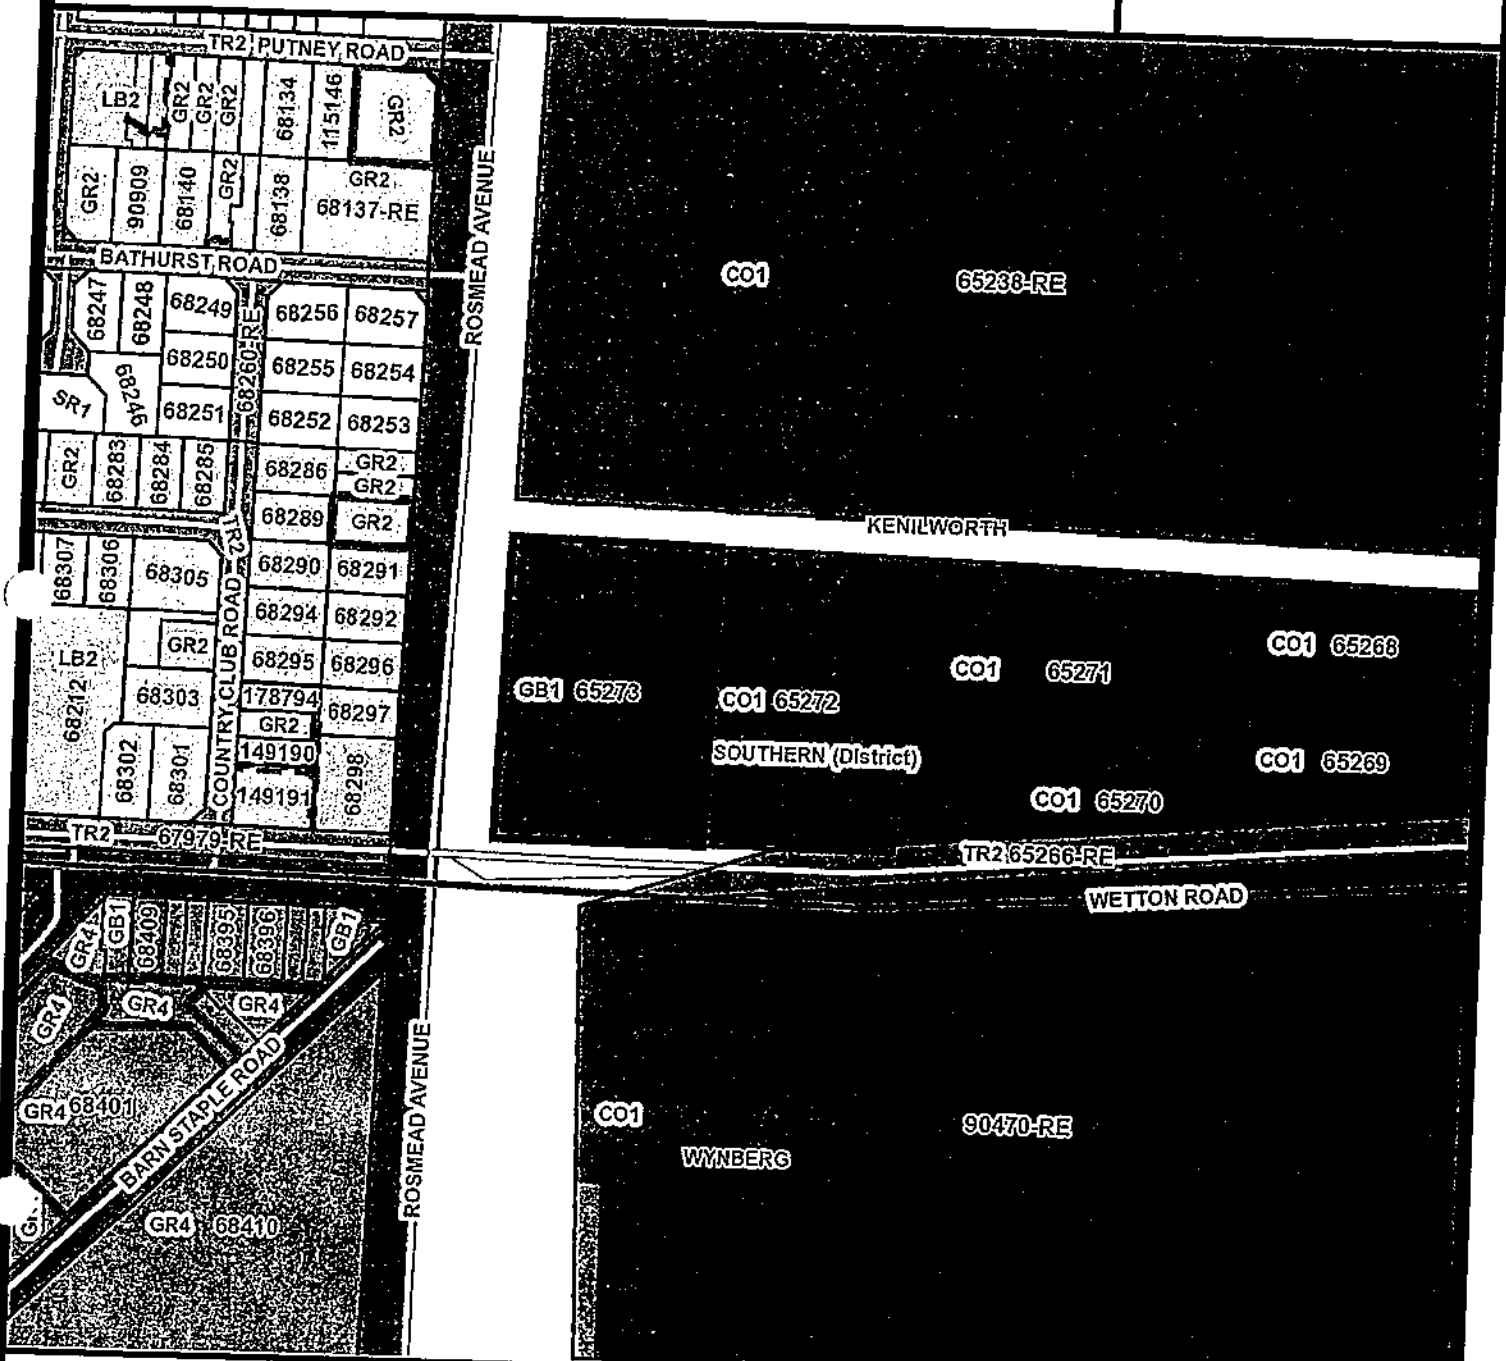 TR2 PUTNEY ROAD
LB2
GR2
GR2
GR2
68134
115146
GR2
GR2
90909
68140
GR2
68138
GR2
68137-RE
ROSMEAD AVENUE
CO1 65238-RE
BATHURST ROAD
68247
68248
68249
68256 68257
68260-RE
68250
68255 68254
SR1
68246
68251
68252 68253
GR2
68283
68284
68285
68286
GR2
GR2
68289
GR2
TR2
KENILWORTH
68307
68306
68305
68290 68291
68294 68292
LB2
68212
GR2
COUNTRY CLUB ROAD
68295 68296
68303
178794
68297
GR2
149190
68302
68301
149191
68298
CO1 65268
CO1 65271
GB1 65273
CO1 65272
SOUTHERN (District)
CO1 65269
CO1 65270
TR2 67979-RE
TR2 65266-RE
WETTON ROAD
GR4
GB1
68409
68395
68396
GB1
GR4
GR4
GR4
BARN STAPLE ROAD
ROSMEAD AVENUE
GR4 68401
CO1
90470-RE
WYNBERG
GR4 68410